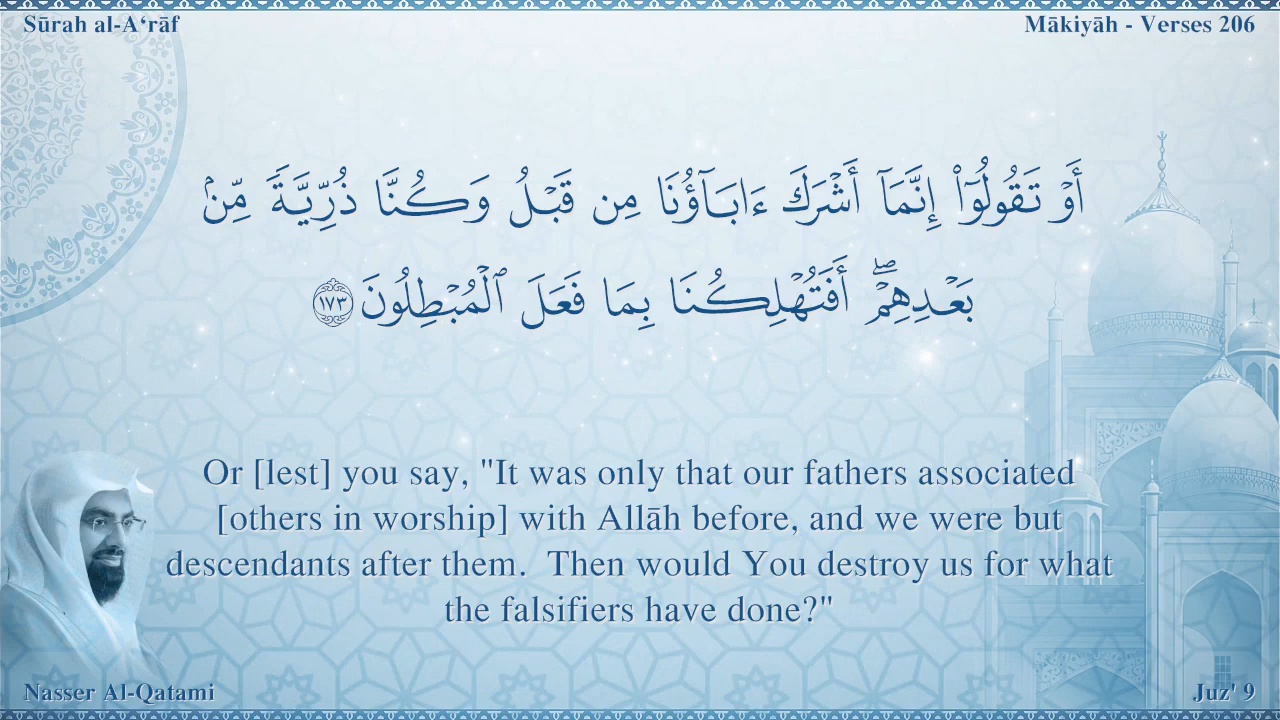 Sūrah al-A‘rāf
Mākiyāh - Verses 206
أَوْ تَقُولُوٓا۟ إِنَّمَآ أَشْرَكَ ءَابَآؤُنَا مِن قَبْلُ وَكُنَّا ذُرِّيَّةً مِّنۢ
بَعْدِهِمْ ۖ أَفَتُهْلِكُنَا بِمَا فَعَلَ ٱلْمُبْطِلُونَ ١٧٣
Or [lest] you say, "It was only that our fathers associated
[others in worship] with Allāh before, and we were but
descendants after them.  Then would You destroy us for what
the falsifiers have done?"
Nasser Al-Qatami
Juz' 9